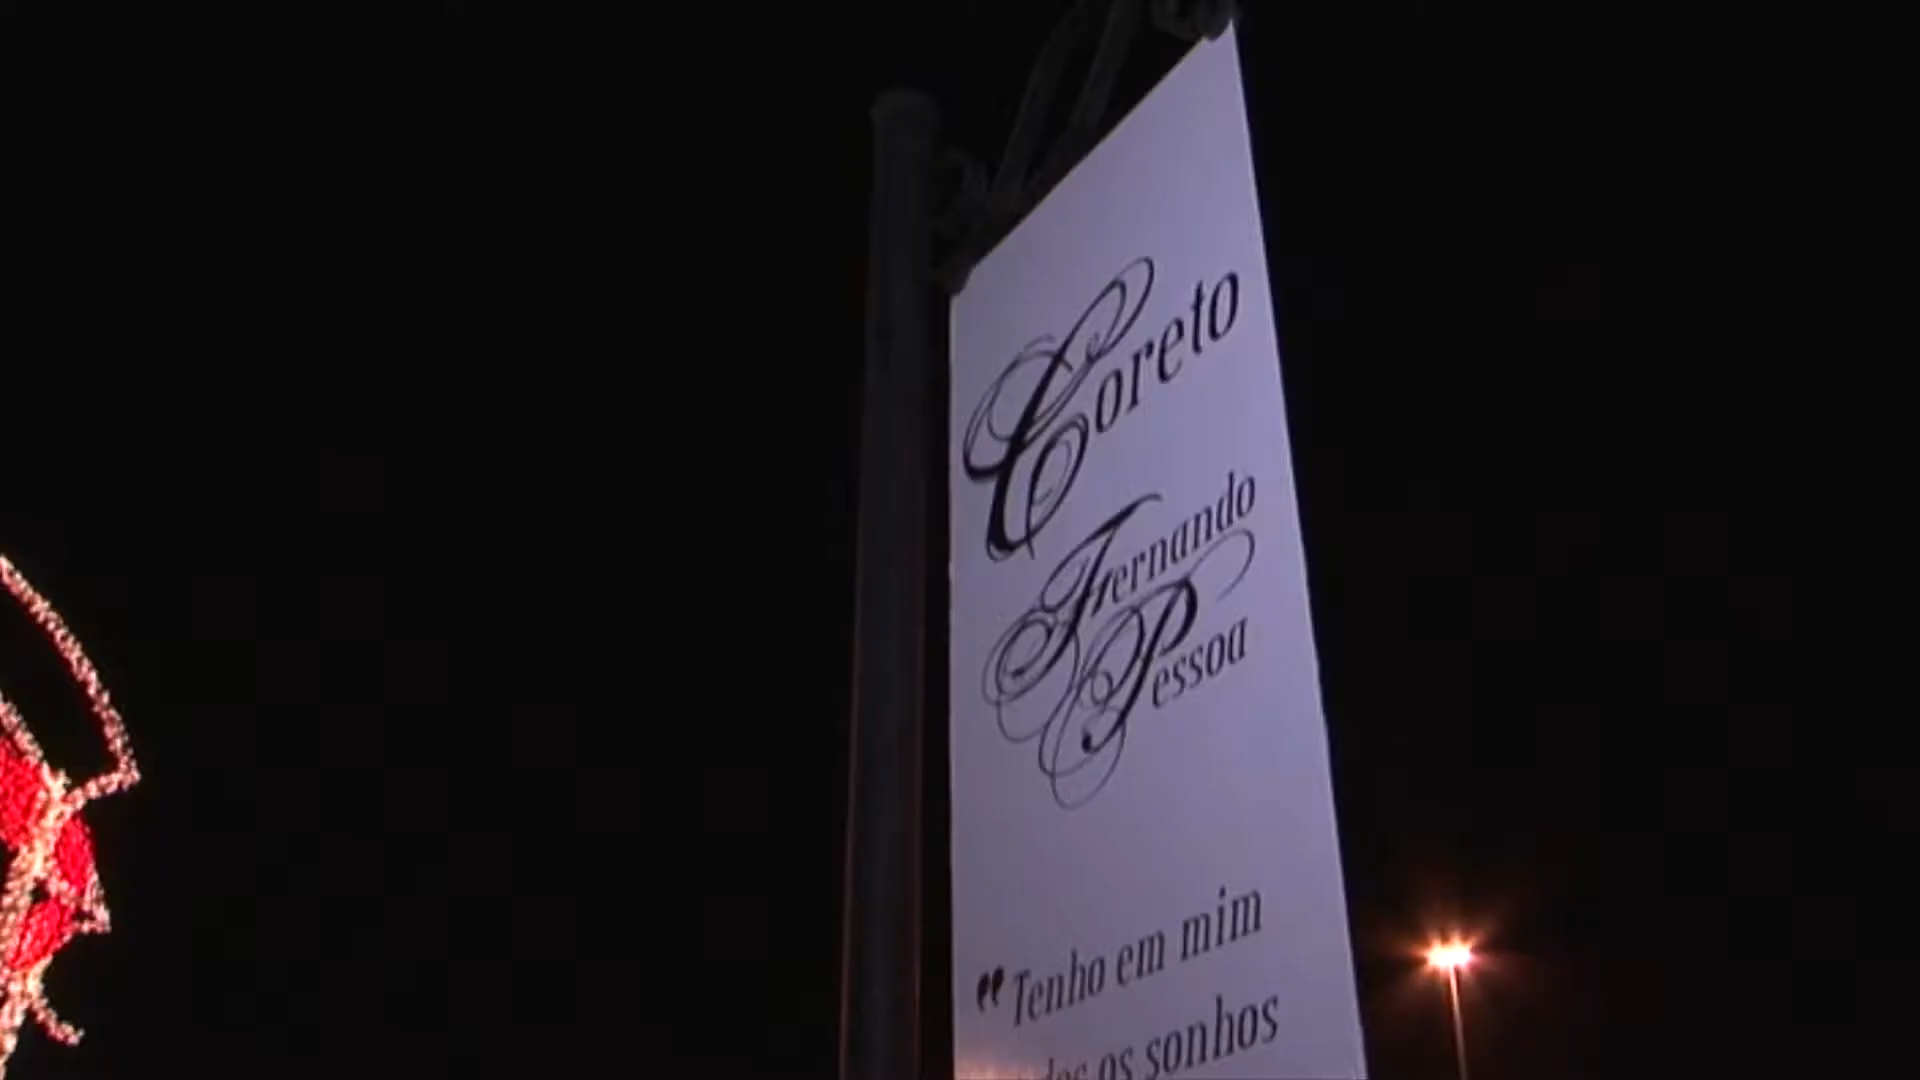 Coreto
Fernando
Pessoa
“Tenho em mim
os sonhos